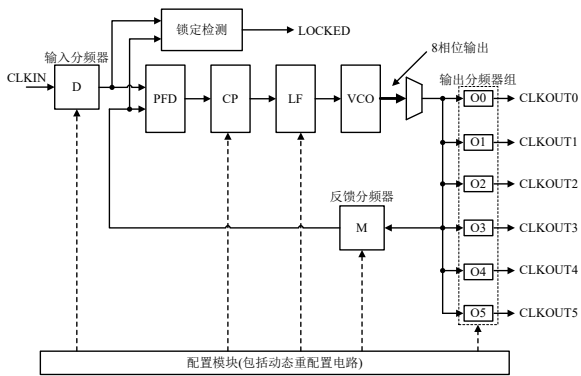 锁定检测
LOCKED
输入分频器
8相位输出
CLKIN
D
PFD
CP
LF
VCO
输出分频器组
O0
CLKOUT0
O1
CLKOUT1
O2
CLKOUT2
反馈分频器
M
O3
CLKOUT3
O4
CLKOUT4
O5
CLKOUT5
配置模块(包括动态重配置电路)